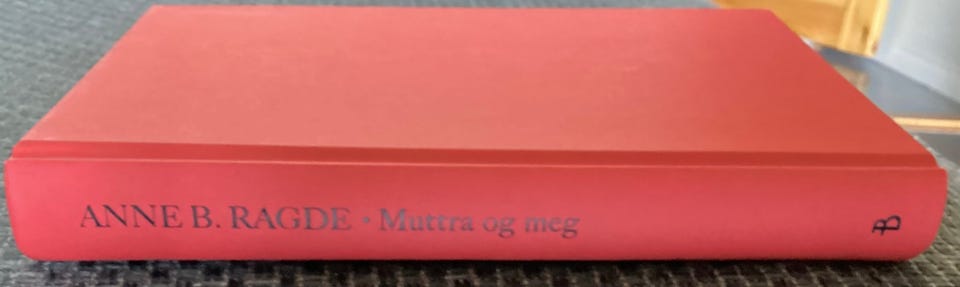 ANNE B. RAGDE • Muttra og meg
B